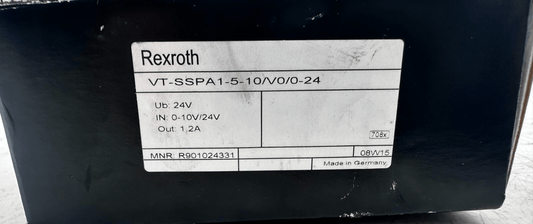 Rexroth
VT-SSPA1-5-10/V0/0-24
Ub: 24V
IN: 0-10V/24V
Out: 1,2A
708x
MNR: R901024331
08W15
Made in Germany